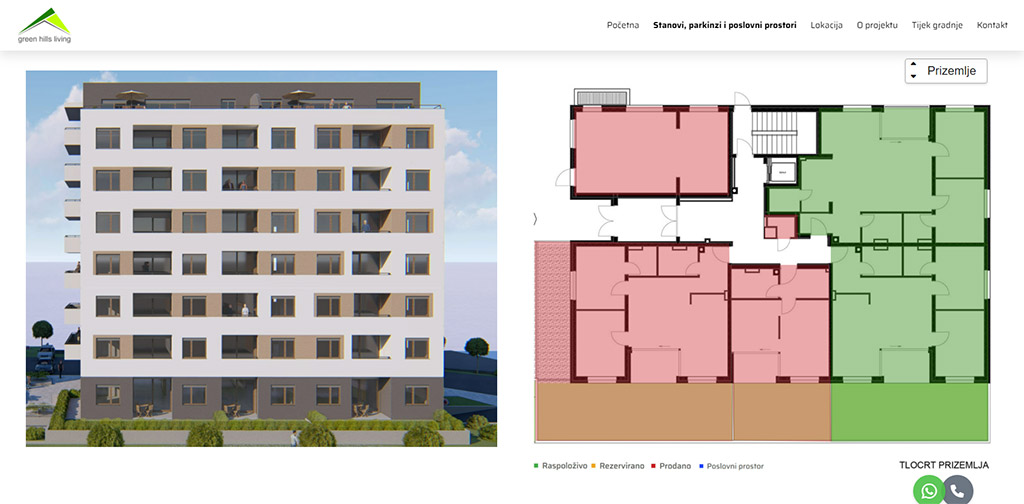 green hills living
Početna Stanovi, parkinzi i poslovni prostori Lokacija O projektu Tijek gradnje Kontakt
Prizemlje
Raspoloživo Rezervirano Prodano Poslovni prostor
TLOCRT PRIZEMLJA